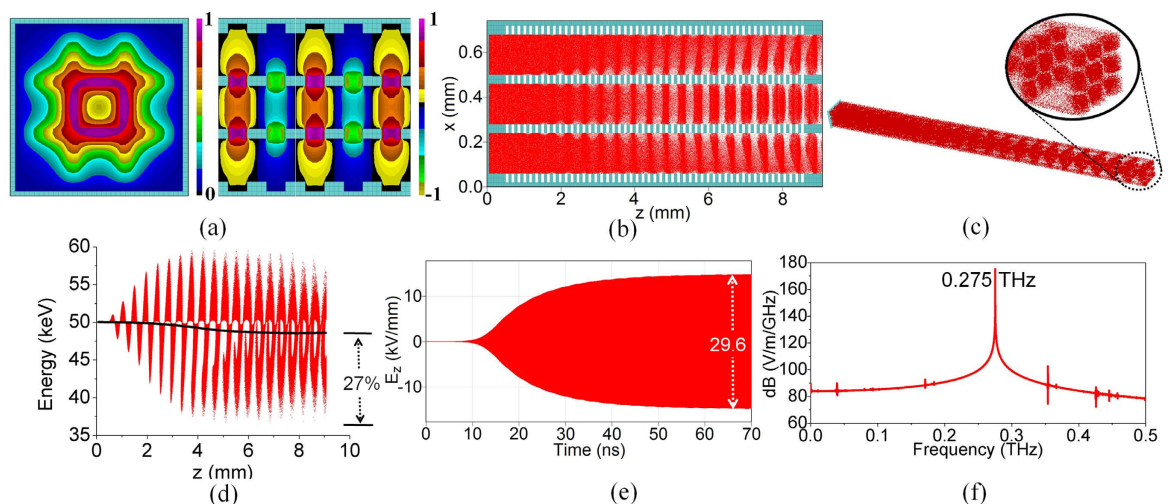 1
0
1
-1
(a)
x (mm)
0.6
0.4
0.2
0.0
0 2 4 6 8
z (mm)
(b)
(c)
Energy (keV)
60
55
50
45
40
35
27%
0 2 4 6 8 10
z (mm)
(d)
E_z (kV/mm)
10
0
-10
29.6
0 10 20 30 40 50 60 70
Time (ns)
(e)
dB (V/m/GHz)
180
160
140
120
100
80
60
0.275 THz
0.0 0.1 0.2 0.3 0.4 0.5
Frequency (THz)
(f)